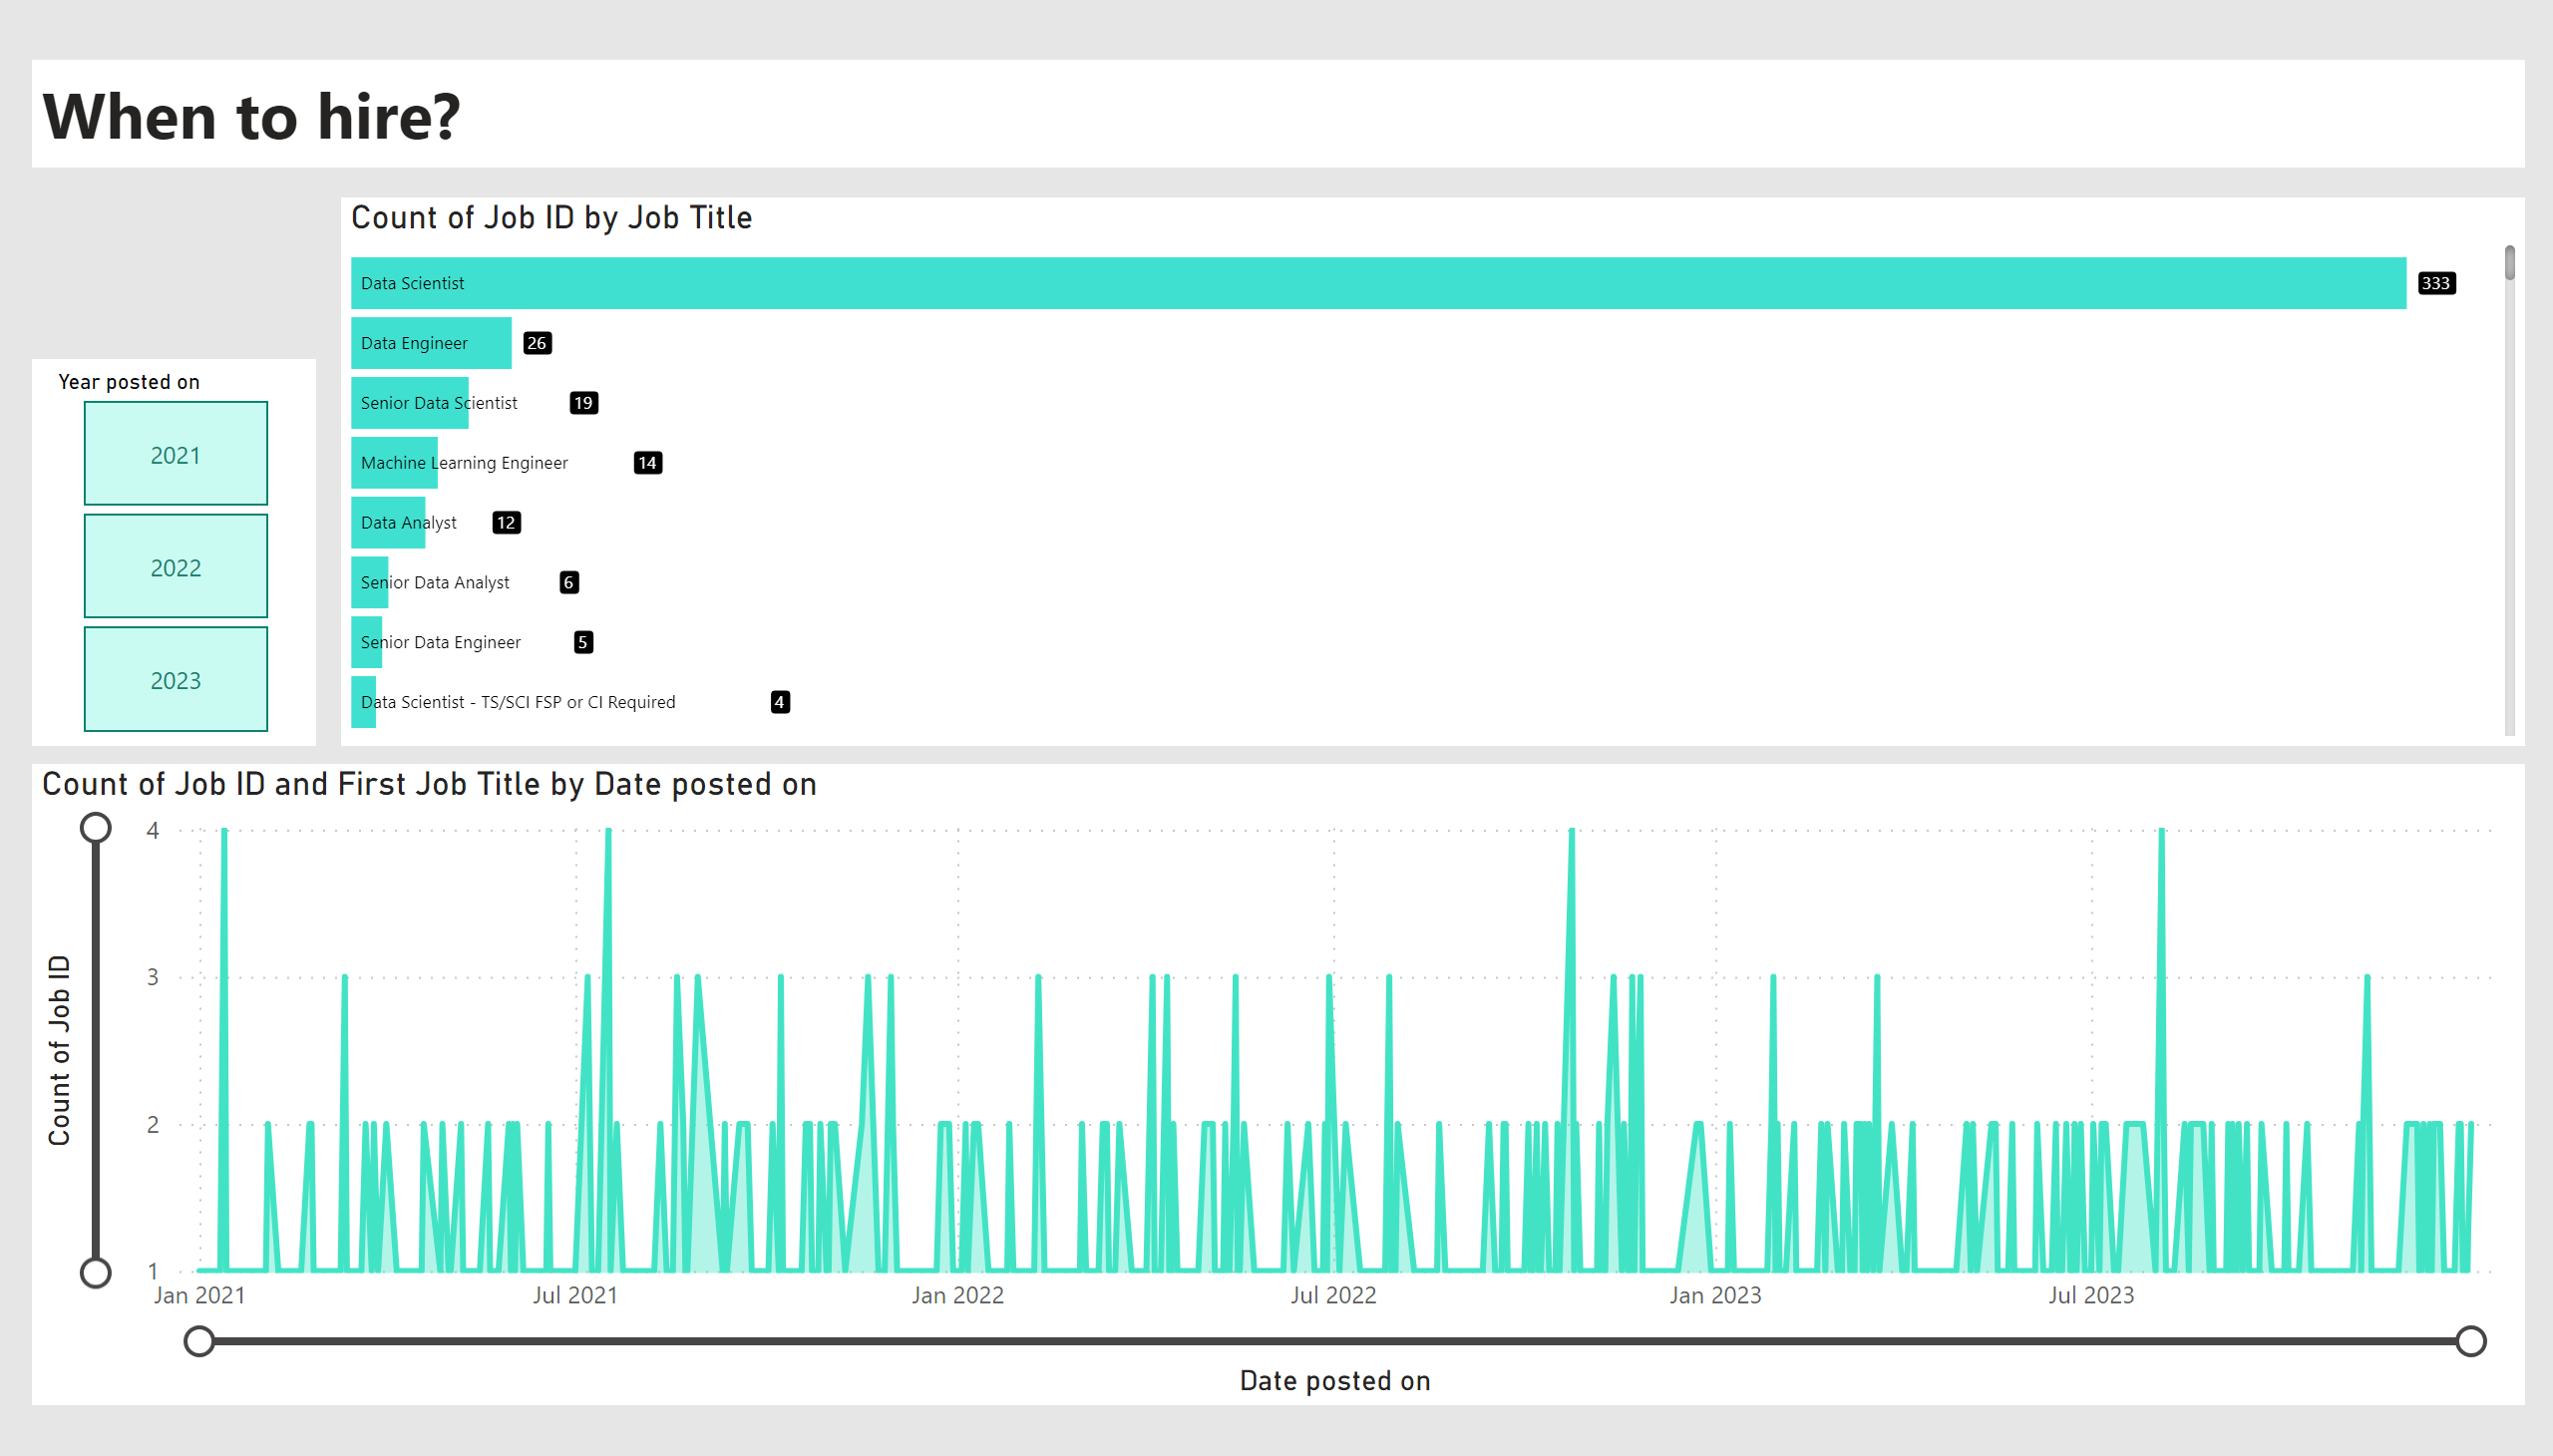 When to hire?
Count of Job ID by Job Title
Data Scientist 333
Data Engineer 26
Senior Data Scientist 19
Machine Learning Engineer 14
Data Analyst 12
Senior Data Analyst 6
Senior Data Engineer 5
Data Scientist - TS/SCI FSP or CI Required 4
Year posted on
2021
2022
2023
Count of Job ID and First Job Title by Date posted on
Count of Job ID
4
3
2
1
Jan 2021 Jul 2021 Jan 2022 Jul 2022 Jan 2023 Jul 2023
Date posted on